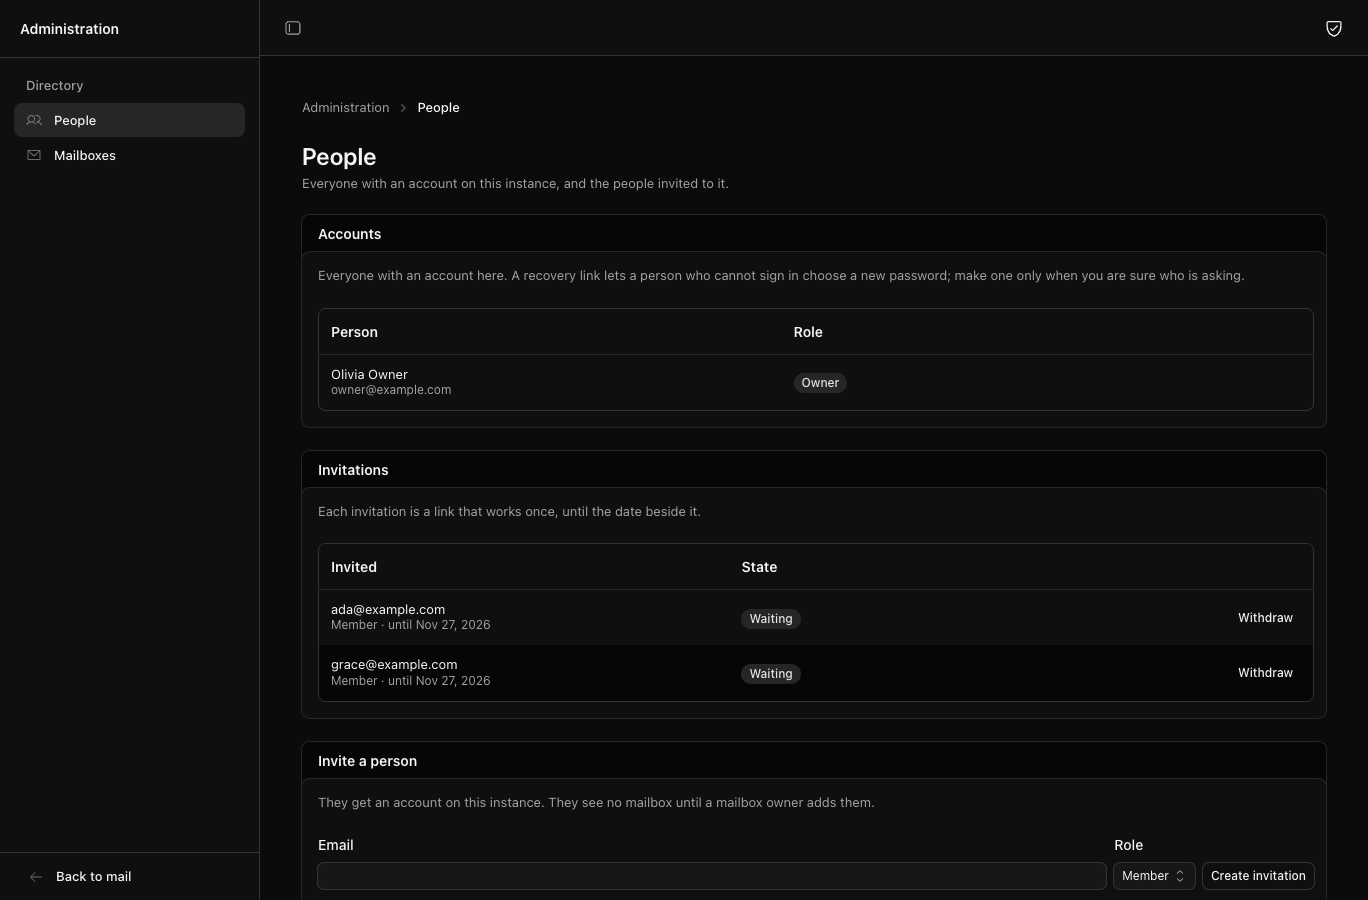 Administration
Directory
People
Mailboxes
Back to mail
Administration > People
People
Everyone with an account on this instance, and the people invited to it.
Accounts
Everyone with an account here. A recovery link lets a person who cannot sign in choose a new password; make one only when you are sure who is asking.
Person Role
Olivia Owner
owner@example.com
Owner
Invitations
Each invitation is a link that works once, until the date beside it.
Invited State
ada@example.com
Member · until Nov 27, 2026
Waiting
Withdraw
grace@example.com
Member · until Nov 27, 2026
Waiting
Withdraw
Invite a person
They get an account on this instance. They see no mailbox until a mailbox owner adds them.
Email Role
Member
Create invitation